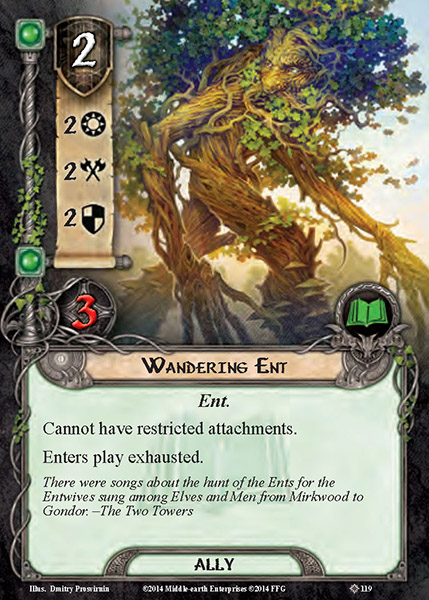 2
2
2
2
3
WANDERING ENT
Ent.
Cannot have restricted attachments.
Enters play exhausted.
There were songs about the hunt of the Ents for the
Entwives sung among Elves and Men from Mirkwood to
Gondor. –The Two Towers
ALLY
Illus. Dmitry Prosvirnin ©2014 Middle-earth Enterprises ©2014 FFG 119